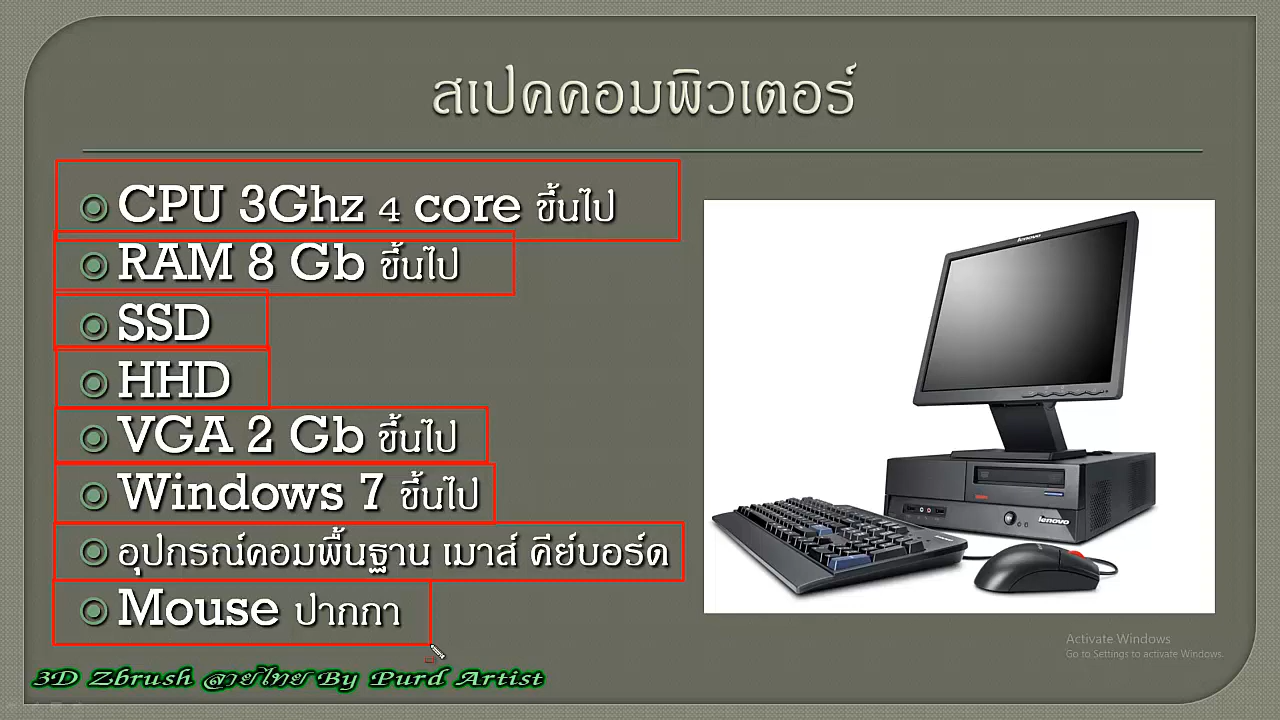 สเปคคอมพิวเตอร์
CPU 3Ghz 4 core ขึ้นไป
RAM 8 Gb ขึ้นไป
SSD
HHD
VGA 2 Gb ขึ้นไป
Windows 7 ขึ้นไป
อุปกรณ์คอมพื้นฐาน เมาส์ คีย์บอร์ด
Mouse ปากกา
lenovo
lenovo
Activate Windows
Go to Settings to activate Windows.
3D Zbrush ลายไทย By Purd Artist